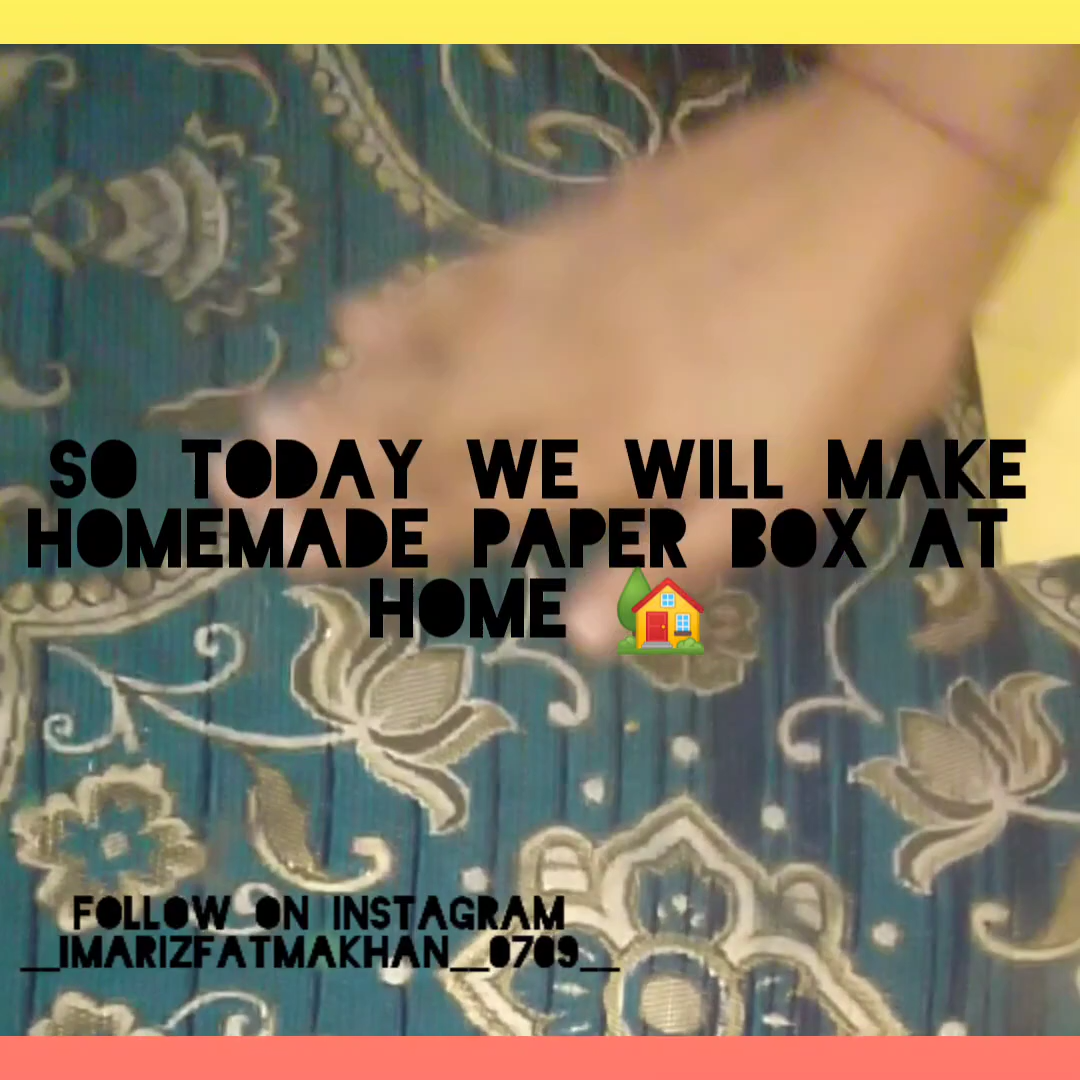 SO TODAY WE WILL MAKE
HOMEMADE PAPER BOX AT
HOME 🏡
FOLLOW ON INSTAGRAM
__IMARIZFATMAKHAN__0709__